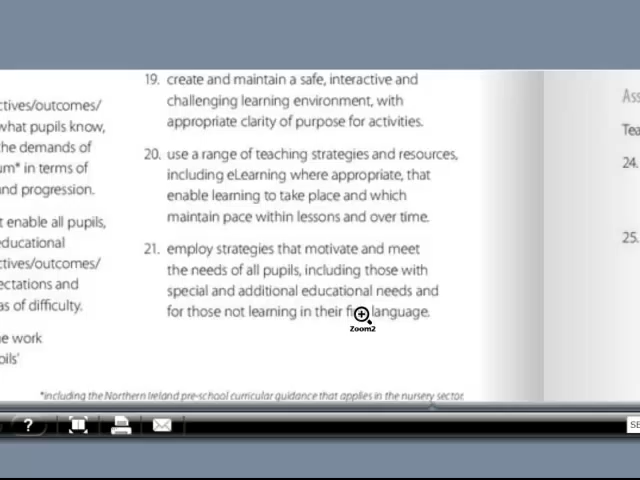 ctives/outcomes/
what pupils know,
the demands of
um* in terms of
nd progression.
t enable all pupils,
educational
ctives/outcomes/
ectations and
as of difficulty.
e work
oils'
19. create and maintain a safe, interactive and
challenging learning environment, with
appropriate clarity of purpose for activities.
20. use a range of teaching strategies and resources,
including eLearning where appropriate, that
enable learning to take place and which
maintain pace within lessons and over time.
21. employ strategies that motivate and meet
the needs of all pupils, including those with
special and additional educational needs and
for those not learning in their language.
Zoom2
*including the Northern Ireland pre-school curricular guidance that applies in the nursery sector.
Ass
Tea
24.
25.
?
SE